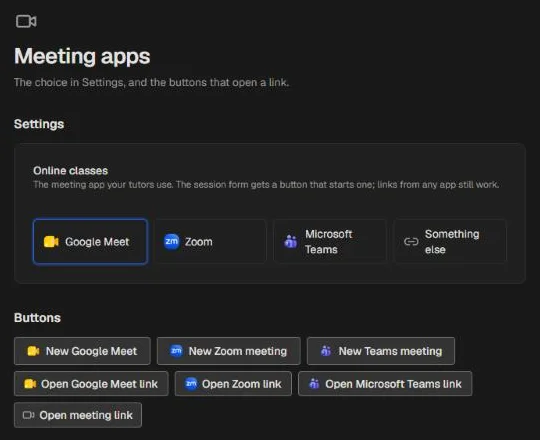 Meeting apps
The choice in Settings, and the buttons that open a link.
Settings
Online classes
The meeting app your tutors use. The session form gets a button that starts one; links from any app still work.
Google Meet
zm Zoom
Microsoft
Teams
Something
else
Buttons
New Google Meet
zm New Zoom meeting
New Teams meeting
Open Google Meet link
zm Open Zoom link
Open Microsoft Teams link
Open meeting link